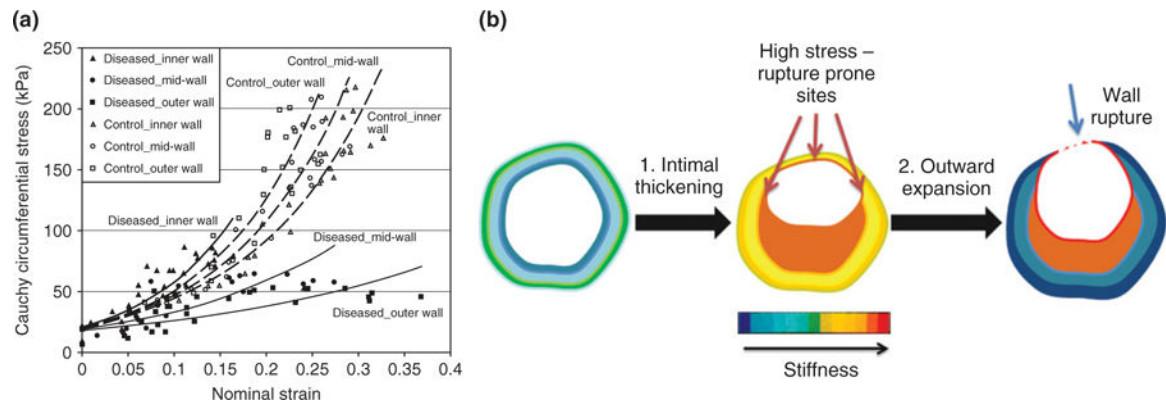 (a)
250
200
150
100
50
0
0
0.05
0.1
0.15
0.2
0.25
0.3
0.35
0.4
Cauchy circumferential stress (kPa)
Nominal strain
Diseased_inner wall
Diseased_mid-wall
Diseased_outer wall
Control_inner wall
Control_mid-wall
Control_outer wall
Control_mid-wall
Control_outer wall
Control_inner
wall
Diseased_inner wall
Diseased_mid-wall
Diseased_outer wall
(b)
High stress –
rupture prone
sites
1. Intimal
thickening
2. Outward
expansion
Wall
rupture
Stiffness